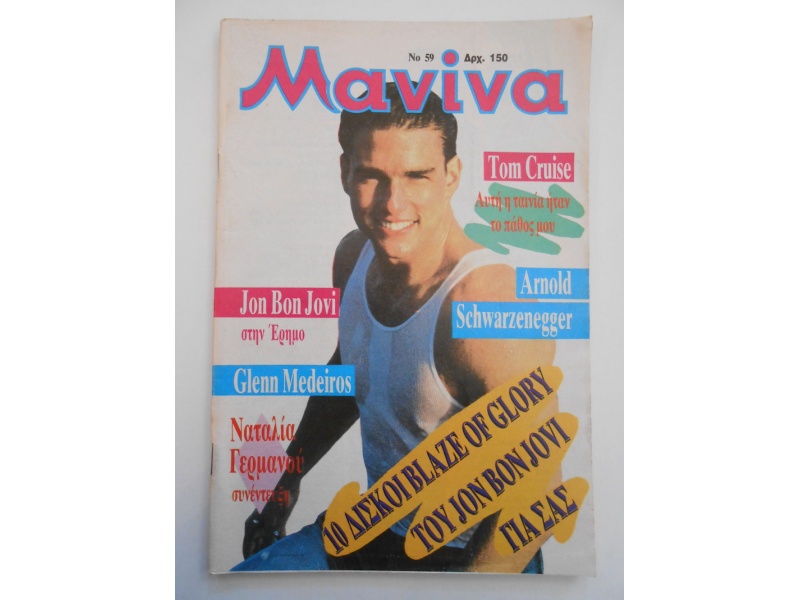 Νο 59 Δρχ. 150
Μανίνα
Tom Cruise
Αυτή η ταινία ήταν
το πάθος μου
Arnold
Schwarzenegger
Jon Bon Jovi
στην Έρημο
Glenn Medeiros
Ναταλία
Γερμανού
συνέντευξη
10 ΔΙΣΚΟΙ BLAZE OF GLORY
ΤΟΥ JON BON JOVI
ΓΙΑ ΣΑΣ